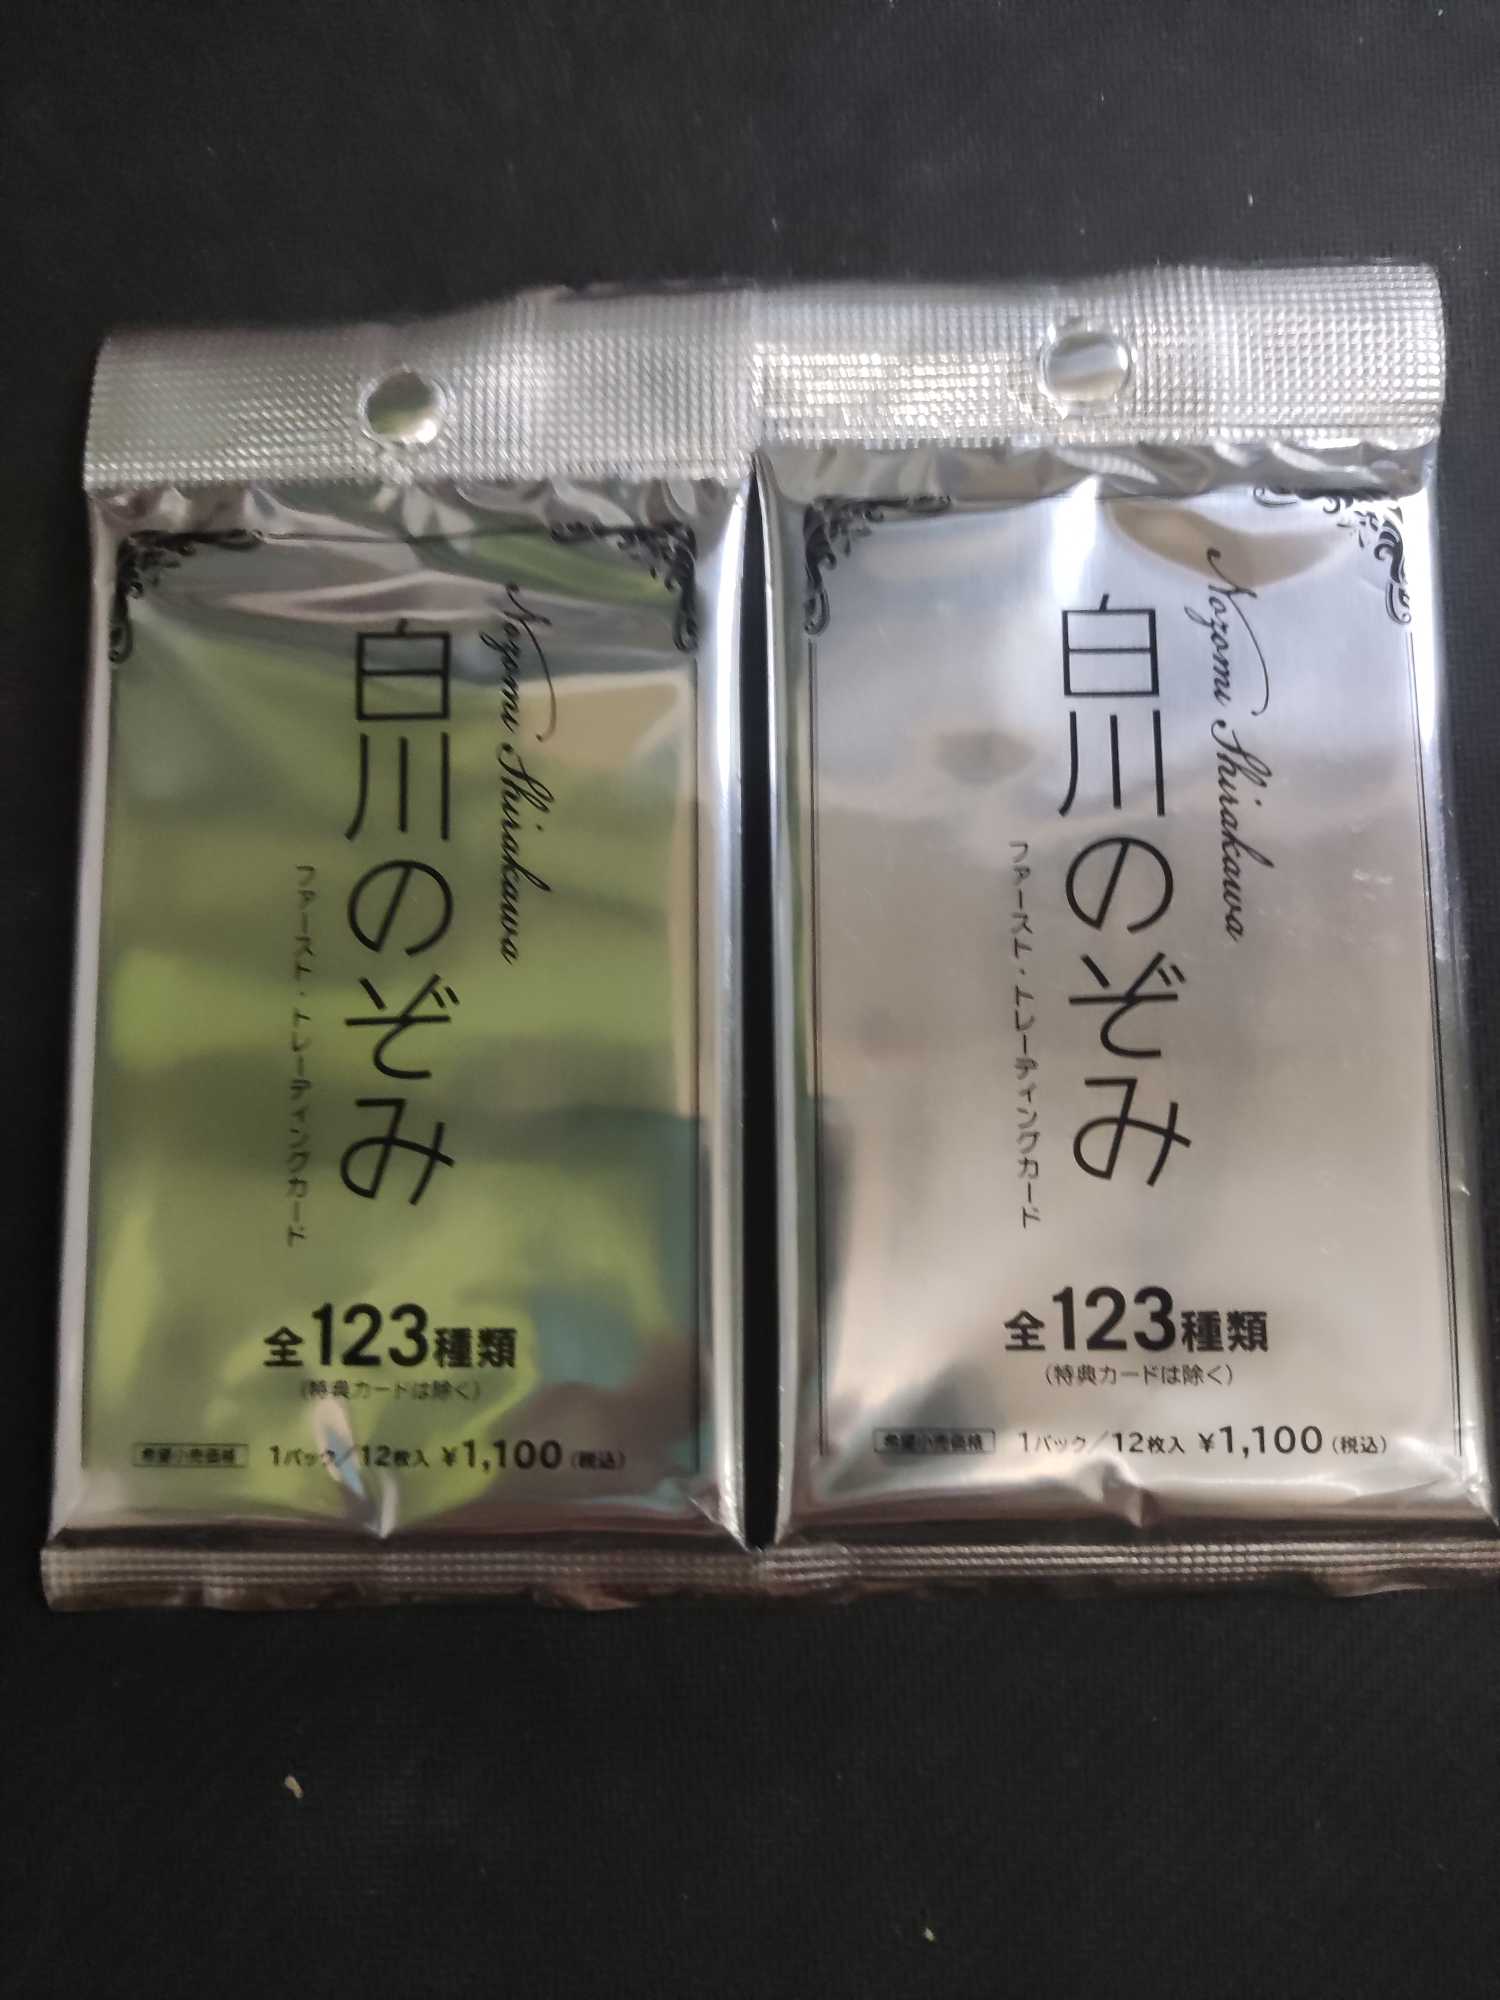 Nozomi Shirakawa
白川のぞみ
ファースト・トレーディングカード
全123種類
(特典カードは除く)
希望小売価格 1パック/12枚入 ¥1,100(税込)
Nozomi Shirakawa
白川のぞみ
ファースト・トレーディングカード
全123種類
(特典カードは除く)
希望小売価格 1パック/12枚入 ¥1,100(税込)